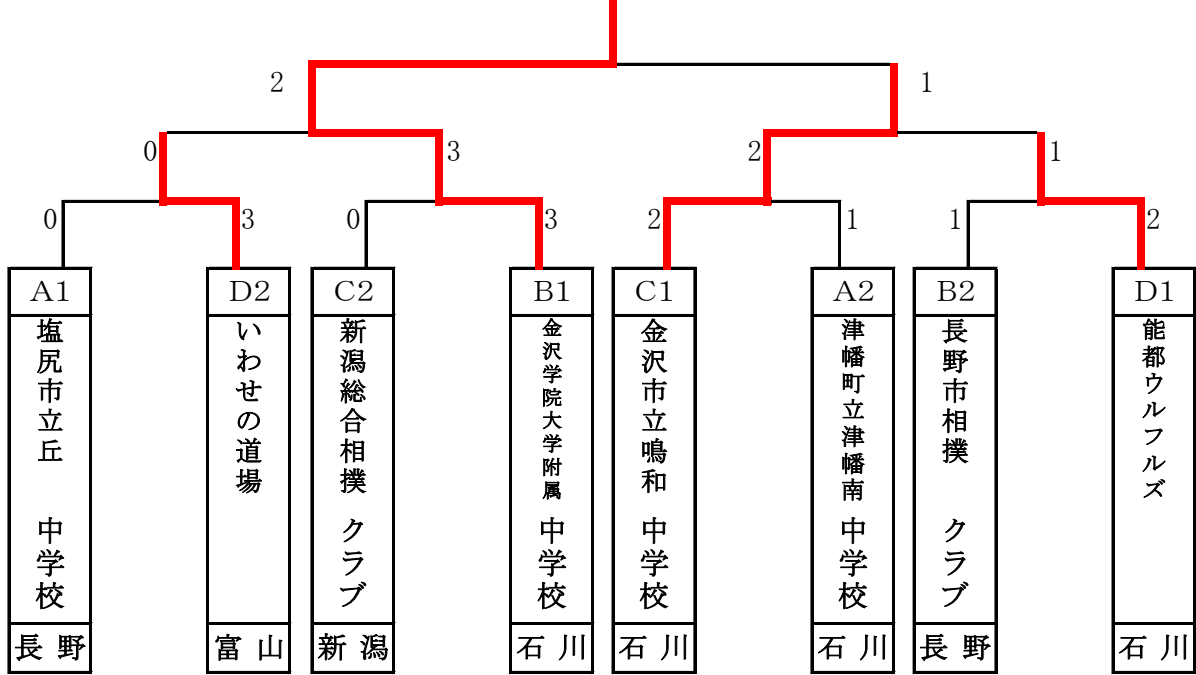 2 1
0 3 2 1
0 3 0 3 2 1 1 2
A1 D2 C2 B1 C1 A2 B2 D1
塩尻市立丘 中学校
いわせの道場
新潟総合相撲 クラブ
金沢学院大学附属 中学校
金沢市立鳴和 中学校
津幡町立津幡南 中学校
長野市相撲 クラブ
能都ウルフルズ
長野 富山 新潟 石川 石川 石川 長野 石川